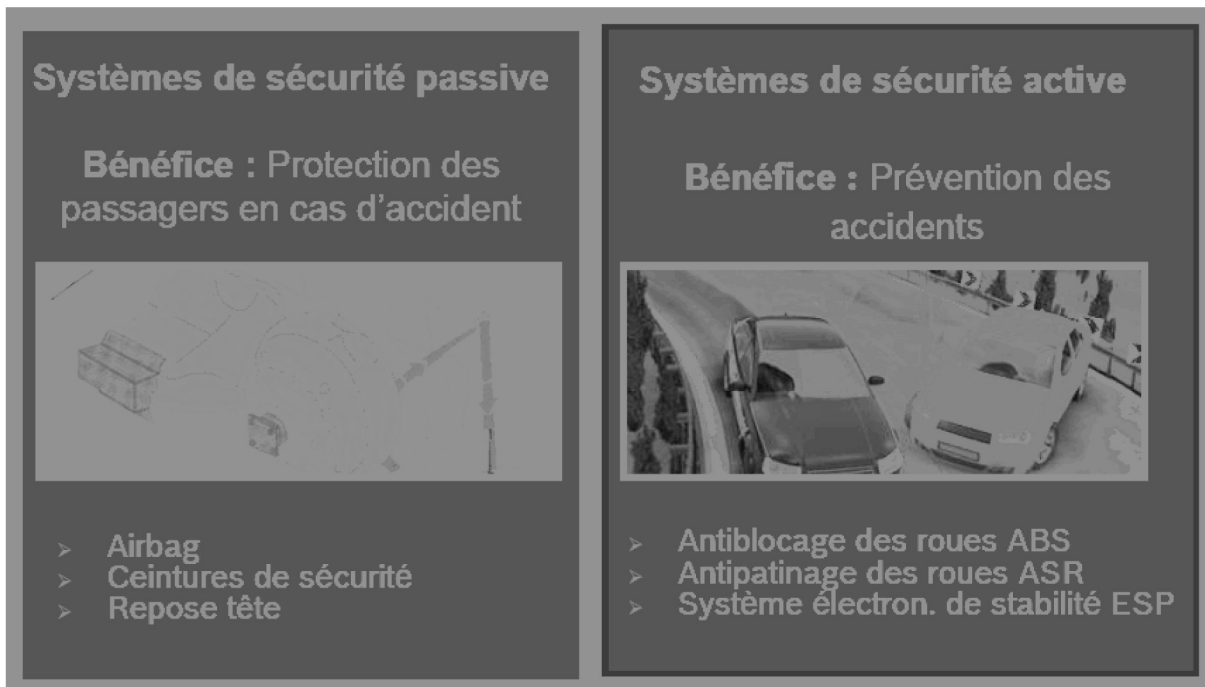 Systèmes de sécurité passive
Bénéfice : Protection des
passagers en cas d'accident
➢ Airbag
➢ Ceintures de sécurité
➢ Repose tête
Systèmes de sécurité active
Bénéfice : Prévention des
accidents
➢ Antiblocage des roues ABS
➢ Antipatinage des roues ASR
➢ Système électron. de stabilité ESP